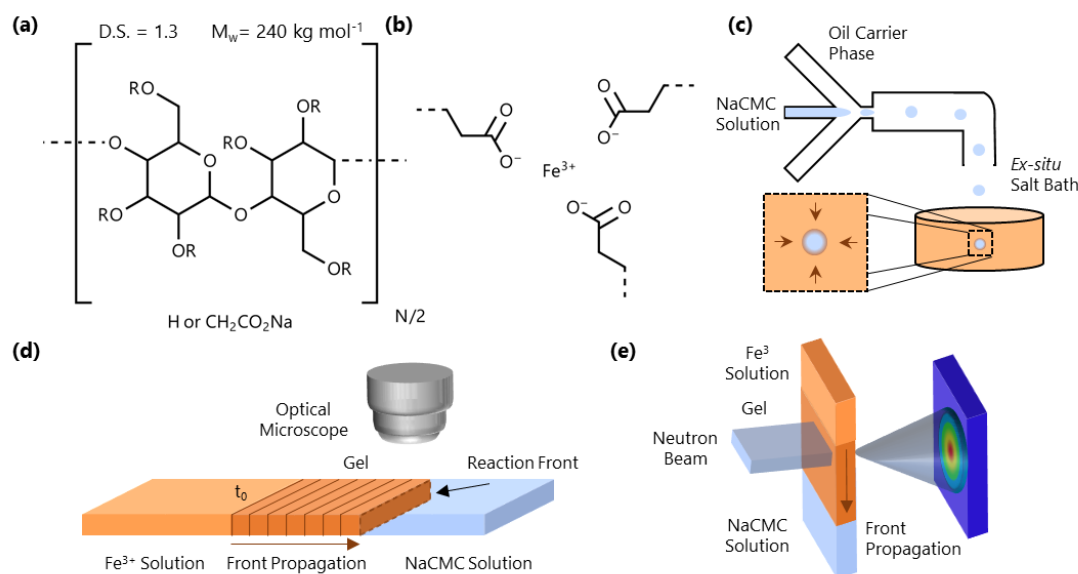 (a)
D.S. = 1.3
M_w= 240 kg mol⁻¹
RO
OR
O
O
RO
O
RO
OR
O
O
OR
N/2
H or CH₂CO₂Na
(b)
O
O⁻
O
O⁻
Fe³⁺
O⁻
O
(c)
Oil Carrier
Phase
NaCMC
Solution
Ex-situ
Salt Bath
(d)
Optical
Microscope
Gel
Reaction Front
t₀
Fe³⁺ Solution
Front Propagation
NaCMC Solution
(e)
Fe³
Solution
Gel
Neutron
Beam
NaCMC
Solution
Front
Propagation